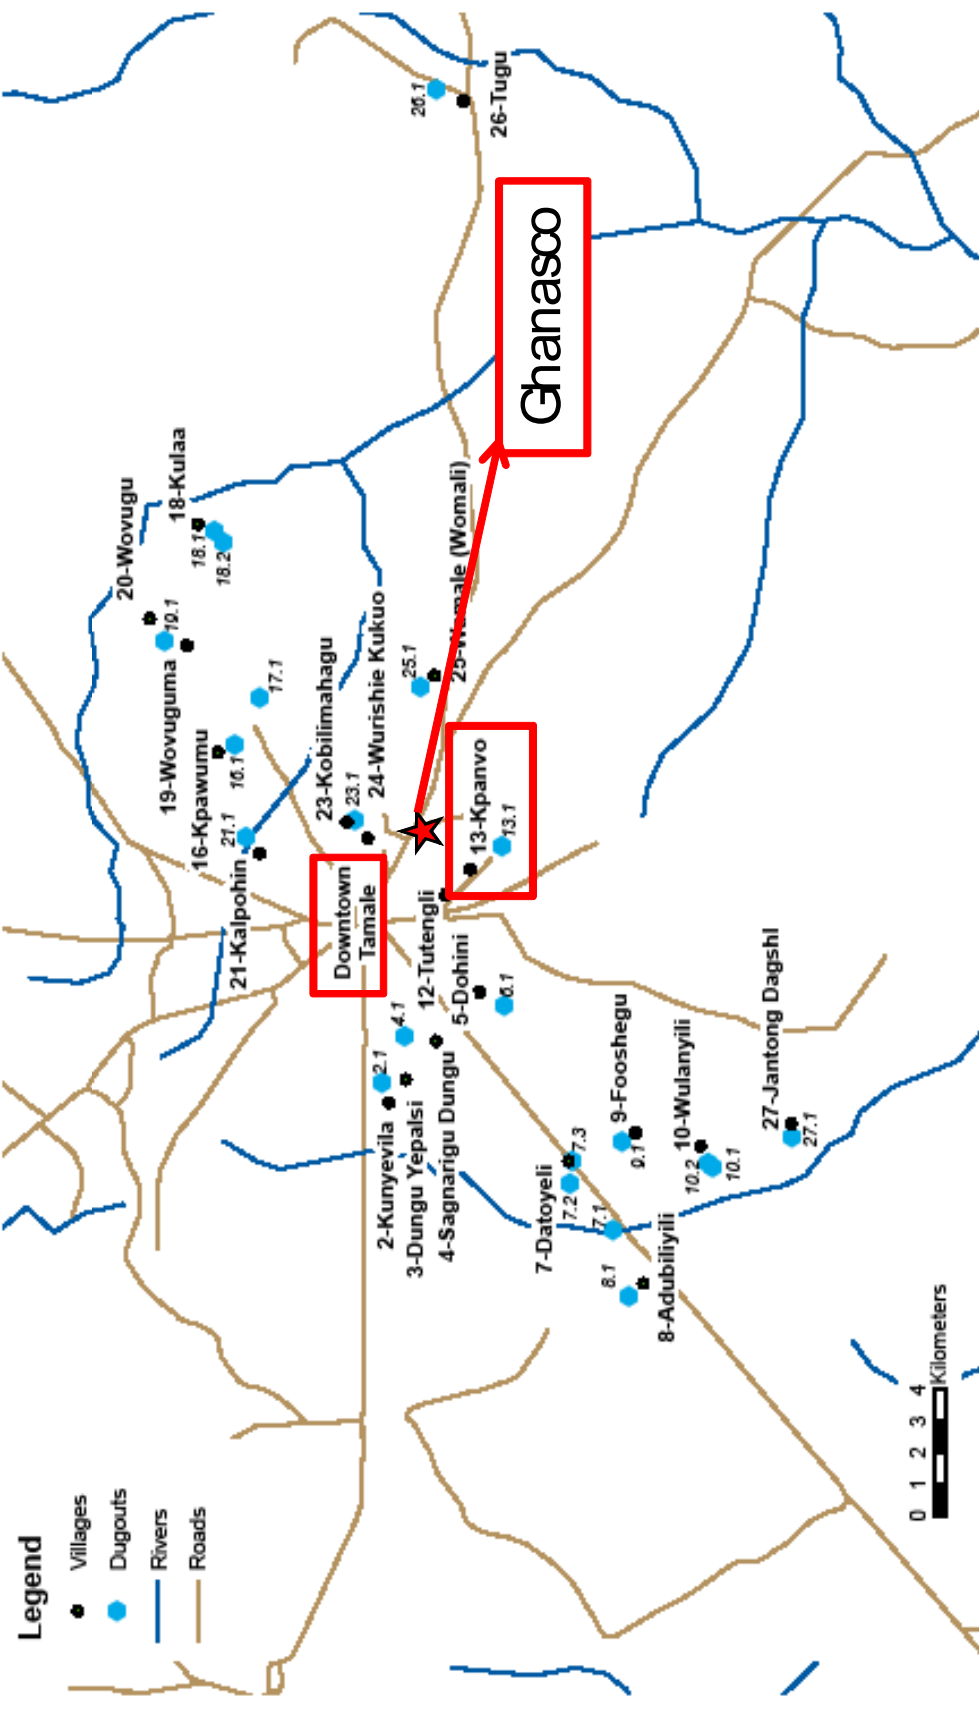 Legend
Villages
Dugouts
Rivers
Roads
0 1 2 3 4
Kilometers
20-Wovugu
18-Kulaa
18.1
18.2
19.1
19-Wovuguma
17.1
16-Kpawumu
16.1
21.1
21-Kalpohin
23-Kobilimahagu
23.1
24-Wurishie Kukuo
25.1
25-Wamale (Womali)
26.1
26-Tugu
Ghanasco
Downtown
Tamale
13-Kpanvo
13.1
12-Tutengli
5-Dohini
6.1
4.1
2.1
2-Kunyevila
3-Dungu Yepalsi
4-Sagnarigu Dungu
7-Datoyeli
7.3
7.2
7.1
8.1
8-Adubiliyili
9-Fooshegu
9.1
10-Wulanyili
10.2
10.1
27-Jantong Dagshl
27.1